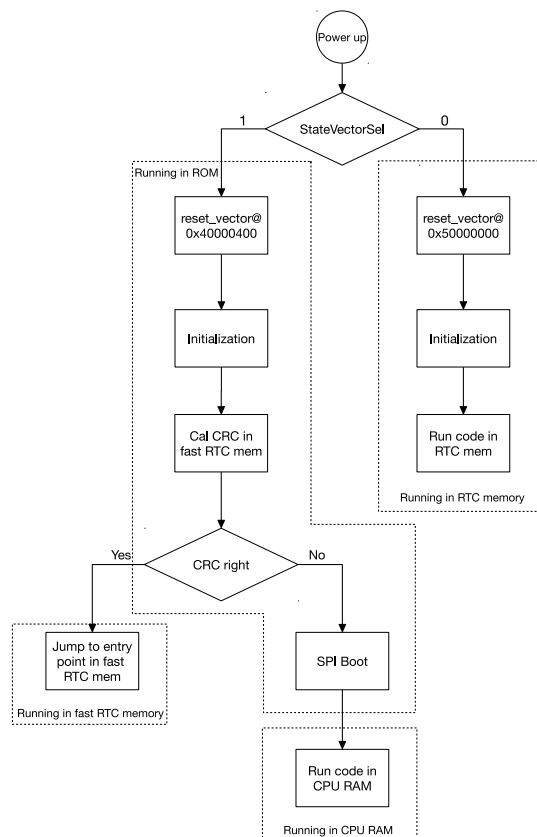 Power up
StateVectorSel
1
0
Running in ROM
reset_vector@
0x40000400
reset_vector@
0x50000000
Initialization
Initialization
Cal CRC in
fast RTC mem
Run code in
RTC mem
Running in RTC memory
Yes
CRC right
No
Jump to entry
point in fast
RTC mem
SPI Boot
Running in fast RTC memory
Run code in
CPU RAM
Running in CPU RAM